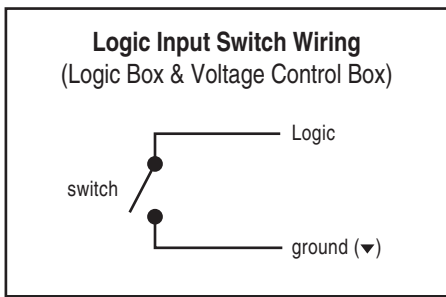 Logic Input Switch Wiring
(Logic Box & Voltage Control Box)
Logic
switch
ground (▼)